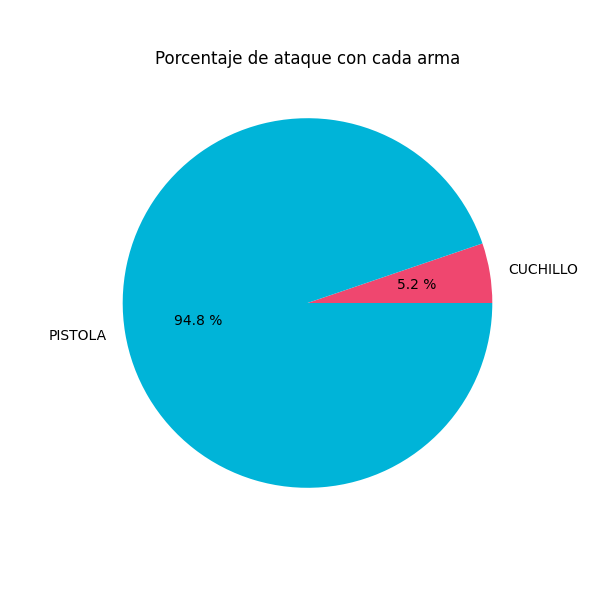 Porcentaje de ataque con cada arma
CUCHILLO
5.2 %
94.8 %
PISTOLA